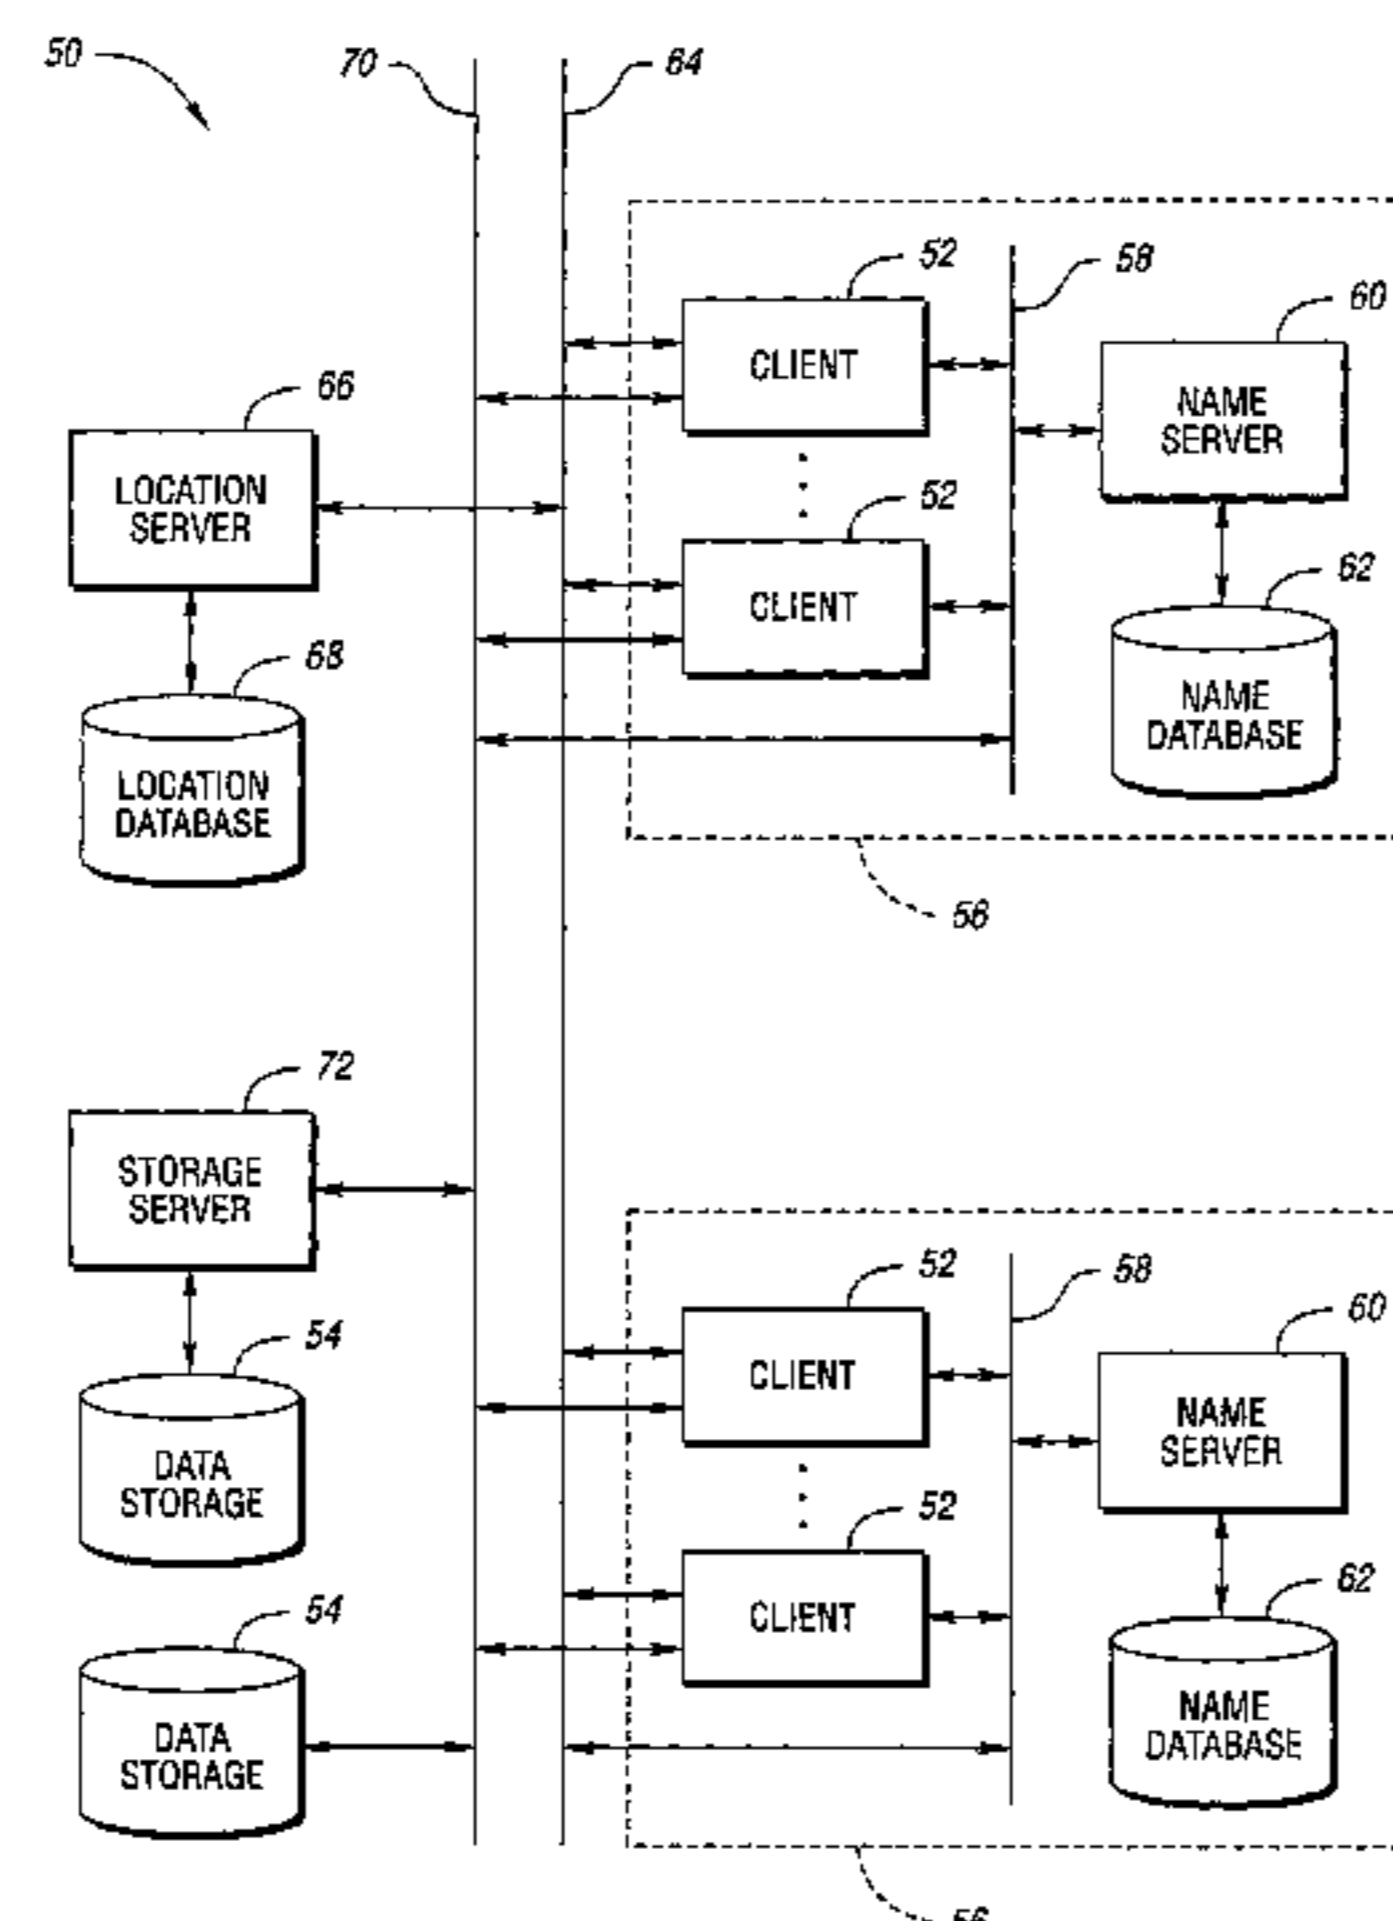 50
70
64
52
58
60
CLIENT
NAME
SERVER
66
LOCATION
SERVER
52
CLIENT
62
NAME
DATABASE
68
LOCATION
DATABASE
56
72
STORAGE
SERVER
52
58
60
CLIENT
NAME
SERVER
54
DATA
STORAGE
52
CLIENT
62
NAME
DATABASE
54
DATA
STORAGE
56